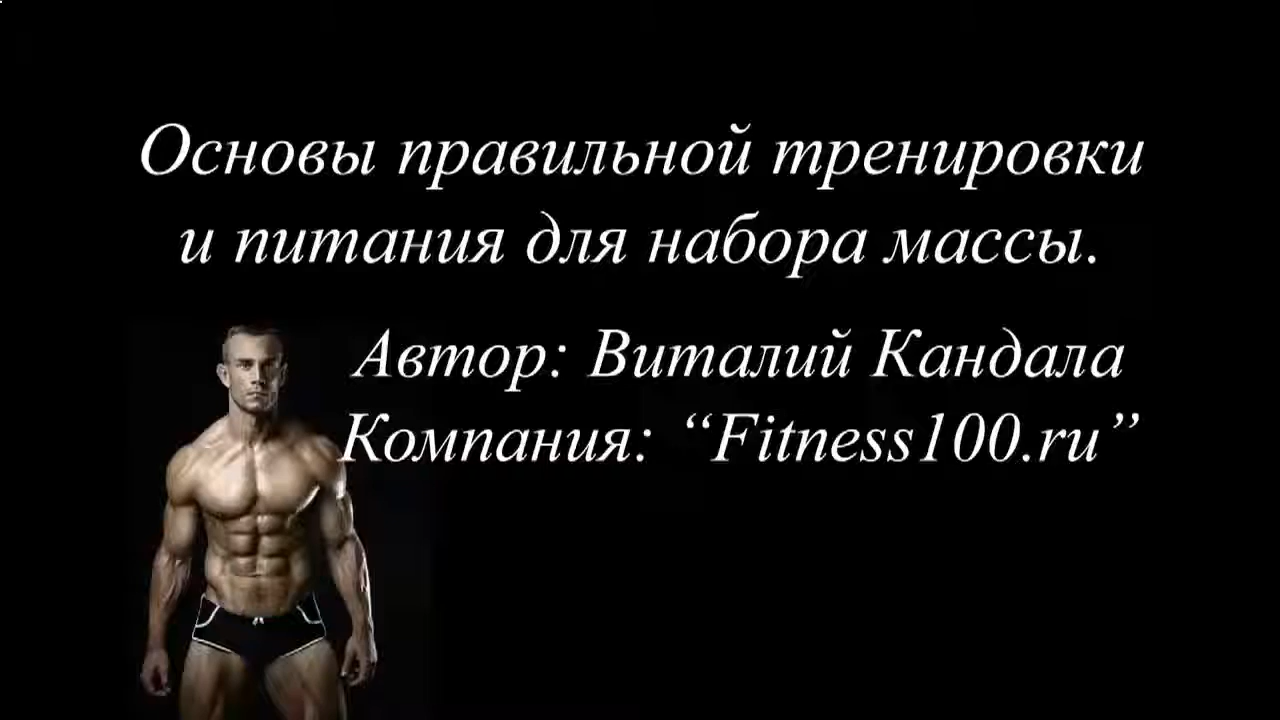 Основы правильной тренировки
и питания для набора массы.
Автор: Виталий Кандала
Компания: “Fitness100.ru”